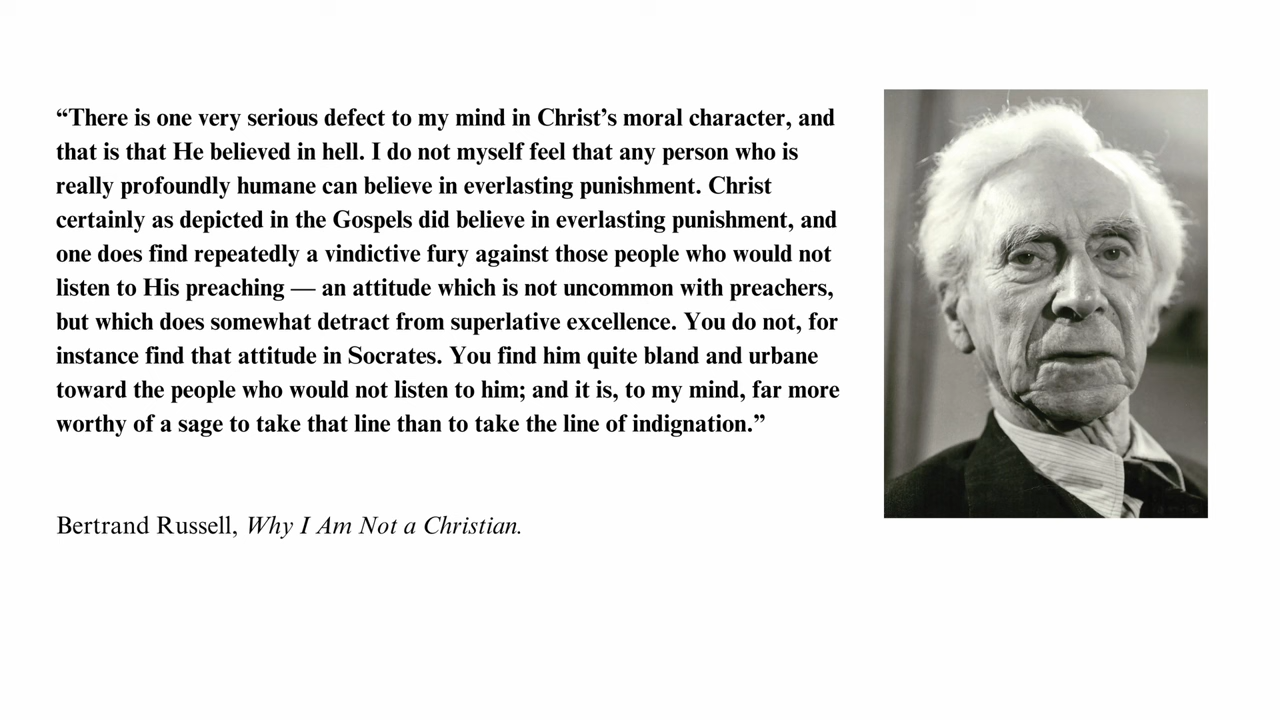 “There is one very serious defect to my mind in Christ’s moral character, and
that is that He believed in hell. I do not myself feel that any person who is
really profoundly humane can believe in everlasting punishment. Christ
certainly as depicted in the Gospels did believe in everlasting punishment, and
one does find repeatedly a vindictive fury against those people who would not
listen to His preaching — an attitude which is not uncommon with preachers,
but which does somewhat detract from superlative excellence. You do not, for
instance find that attitude in Socrates. You find him quite bland and urbane
toward the people who would not listen to him; and it is, to my mind, far more
worthy of a sage to take that line than to take the line of indignation.”
Bertrand Russell, Why I Am Not a Christian.